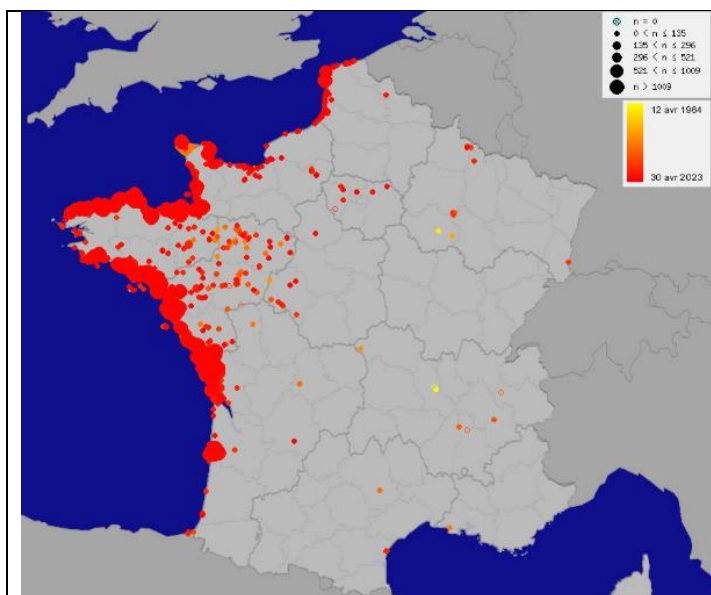 n = 0
0 < n ≤ 135
135 < n ≤ 296
296 < n ≤ 521
521 < n ≤ 1009
n > 1009
12 avr 1964
30 avr 2023